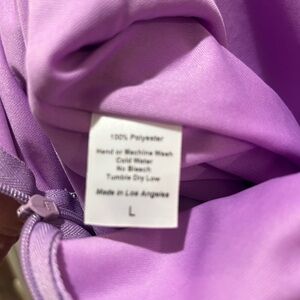 100% Polyester
Hand or Machine Wash
Cold Water
No Bleach
Tumble Dry Low
Made in Los Angeles
L